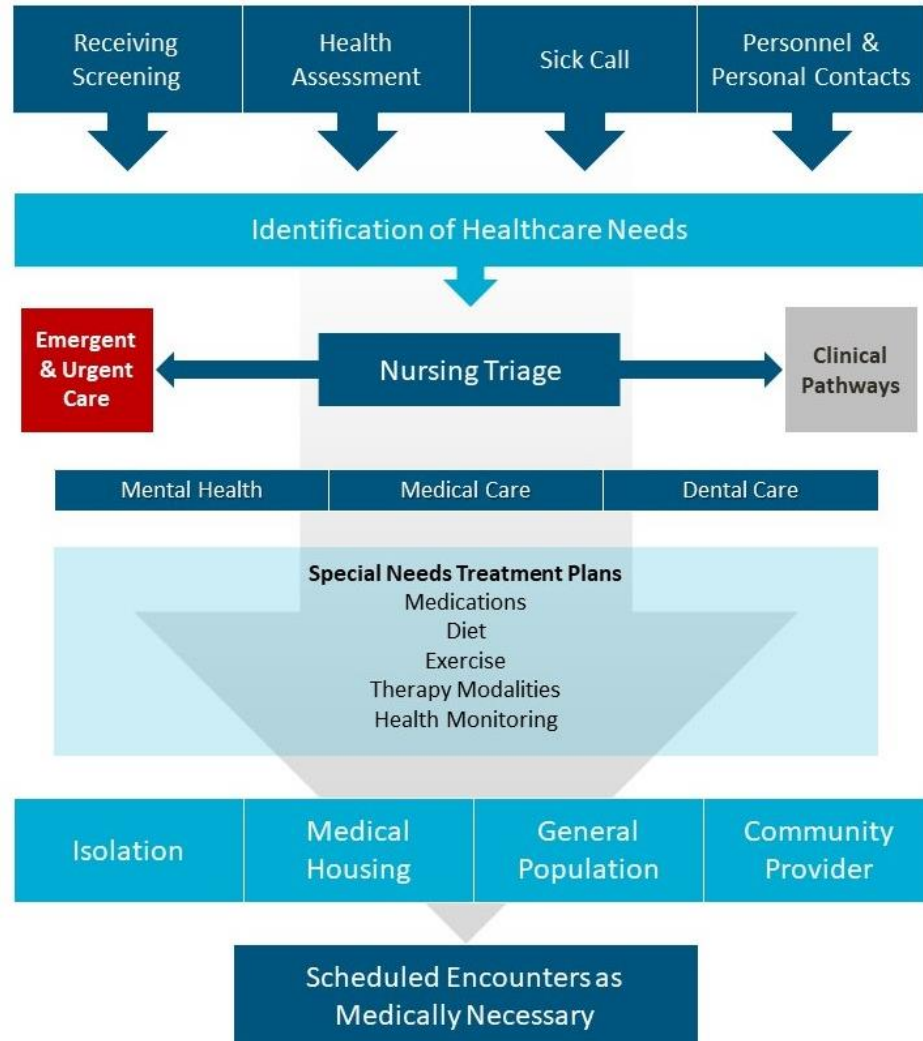 Receiving
Screening
Health
Assessment
Sick Call
Personnel &
Personal Contacts
Identification of Healthcare Needs
Emergent
& Urgent
Care
Nursing Triage
Clinical
Pathways
Mental Health
Medical Care
Dental Care
Special Needs Treatment Plans
Medications
Diet
Exercise
Therapy Modalities
Health Monitoring
Isolation
Medical
Housing
General
Population
Community
Provider
Scheduled Encounters as
Medically Necessary